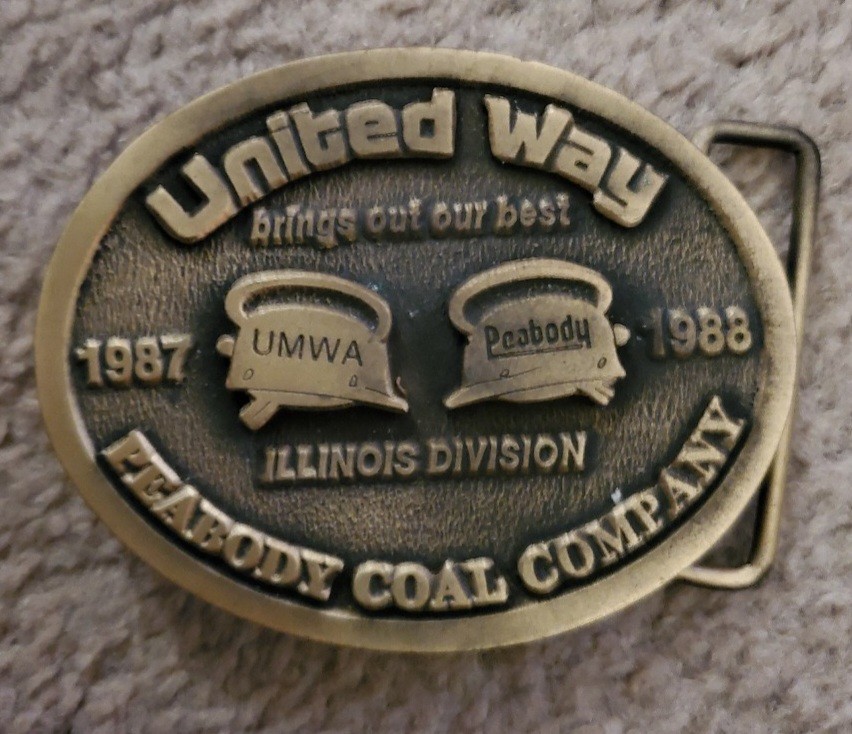 United Way
brings out our best
UMWA
Peabody
1987
1988
ILLINOIS DIVISION
PEABODY COAL COMPANY